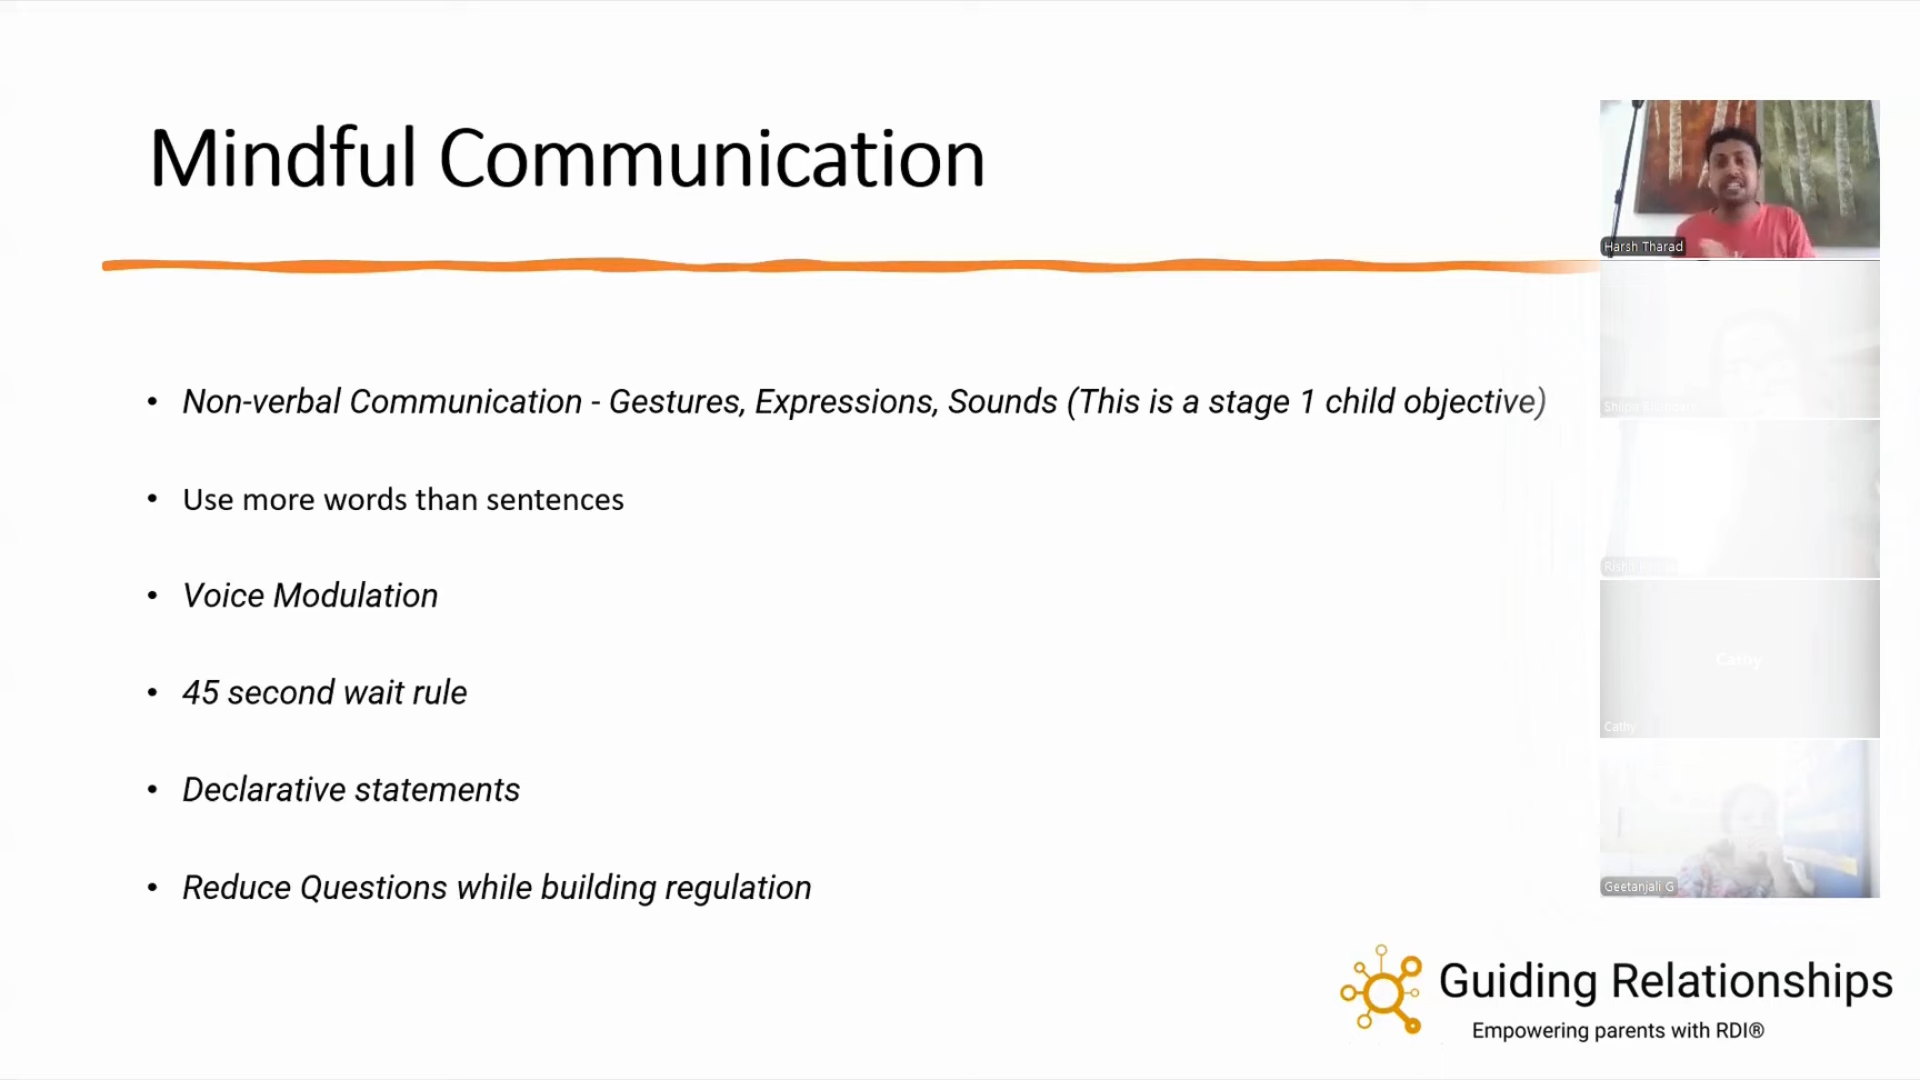 Mindful Communication
• Non-verbal Communication - Gestures, Expressions, Sounds (This is a stage 1 child objective)
• Use more words than sentences
• Voice Modulation
• 45 second wait rule
• Declarative statements
• Reduce Questions while building regulation
Harsh Tharad
Cathy
Cathy
Geetanjali G
Guiding Relationships
Empowering parents with RDI®